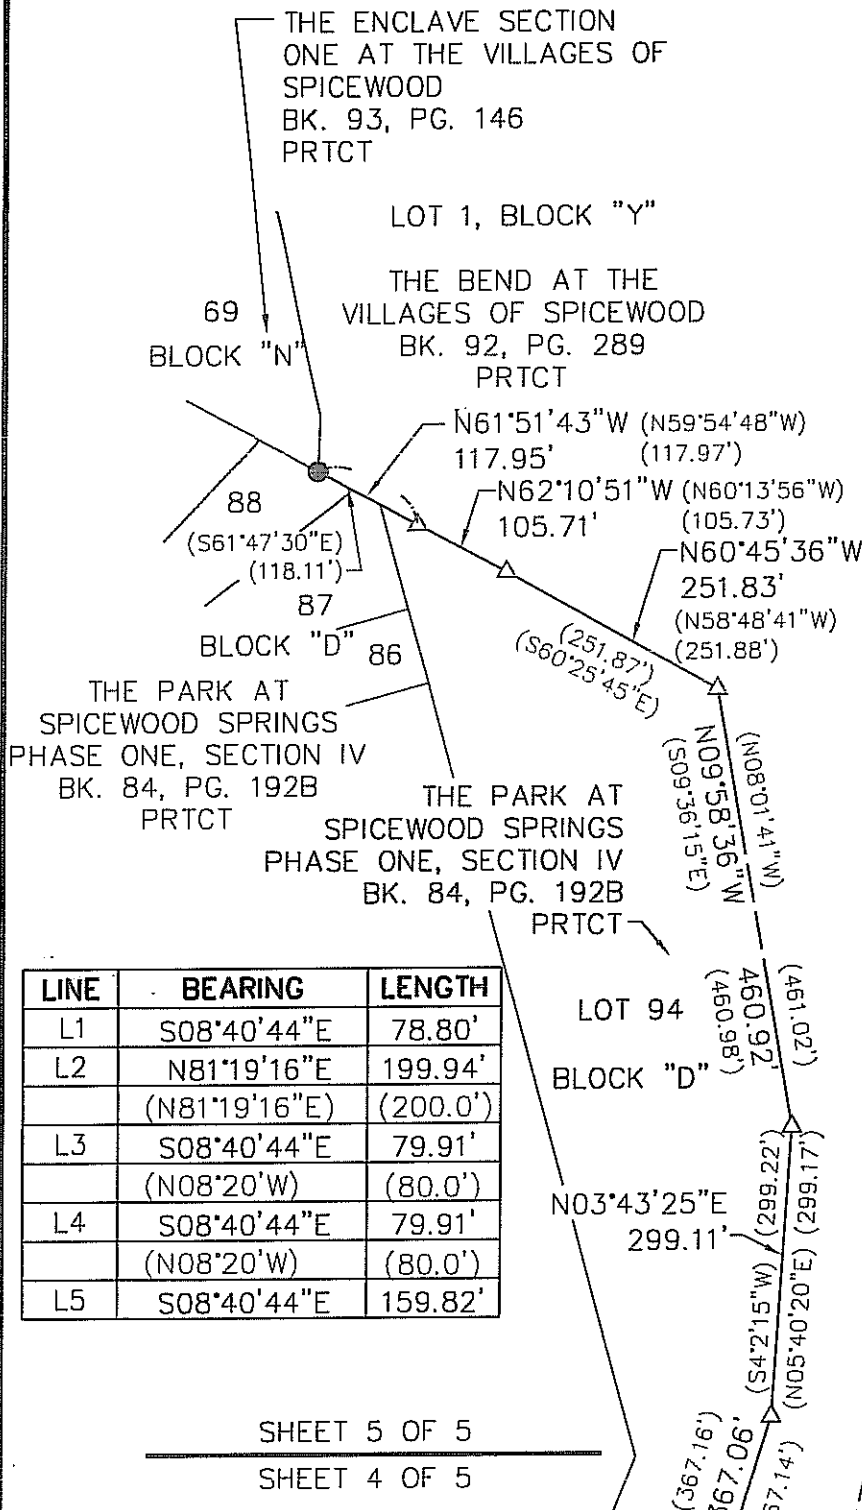 THE ENCLAVE SECTION
ONE AT THE VILLAGES OF
SPICEWOOD
BK. 93, PG. 146
PRTCT
LOT 1, BLOCK "Y"
THE BEND AT THE
VILLAGES OF SPICEWOOD
BK. 92, PG. 289
PRTCT
69
BLOCK "N"
N61°51'43"W (N59°54'48"W)
117.95' (117.97')
N62°10'51"W (N60°13'56"W)
105.71' (105.73')
N60°45'36"W
251.83'
(N58°48'41"W)
(251.88')
88
(S61°47'30"E)
(118.11')
87
BLOCK "D"
86
(251.87')
(S60°25'45"E)
THE PARK AT
SPICEWOOD SPRINGS
PHASE ONE, SECTION IV
BK. 84, PG. 192B
PRTCT
(N08°01'41"W)
N09°58'36"W
(S09°36'15"E)
THE PARK AT
SPICEWOOD SPRINGS
PHASE ONE, SECTION IV
BK. 84, PG. 192B
PRTCT
(461.02')
460.92'
(460.98')
LOT 94
BLOCK "D"
LINE BEARING LENGTH
L1 S08°40'44"E 78.80'
L2 N81°19'16"E 199.94'
(N81°19'16"E) (200.0')
L3 S08°40'44"E 79.91'
(N08°20'W) (80.0')
L4 S08°40'44"E 79.91'
(N08°20'W) (80.0')
L5 S08°40'44"E 159.82'
N03°43'25"E
299.11'
(S4°2'15"W) (299.22')
(N05°40'20"E) (299.17')
(367.16')
367.06'
67.14')
SHEET 5 OF 5
SHEET 4 OF 5